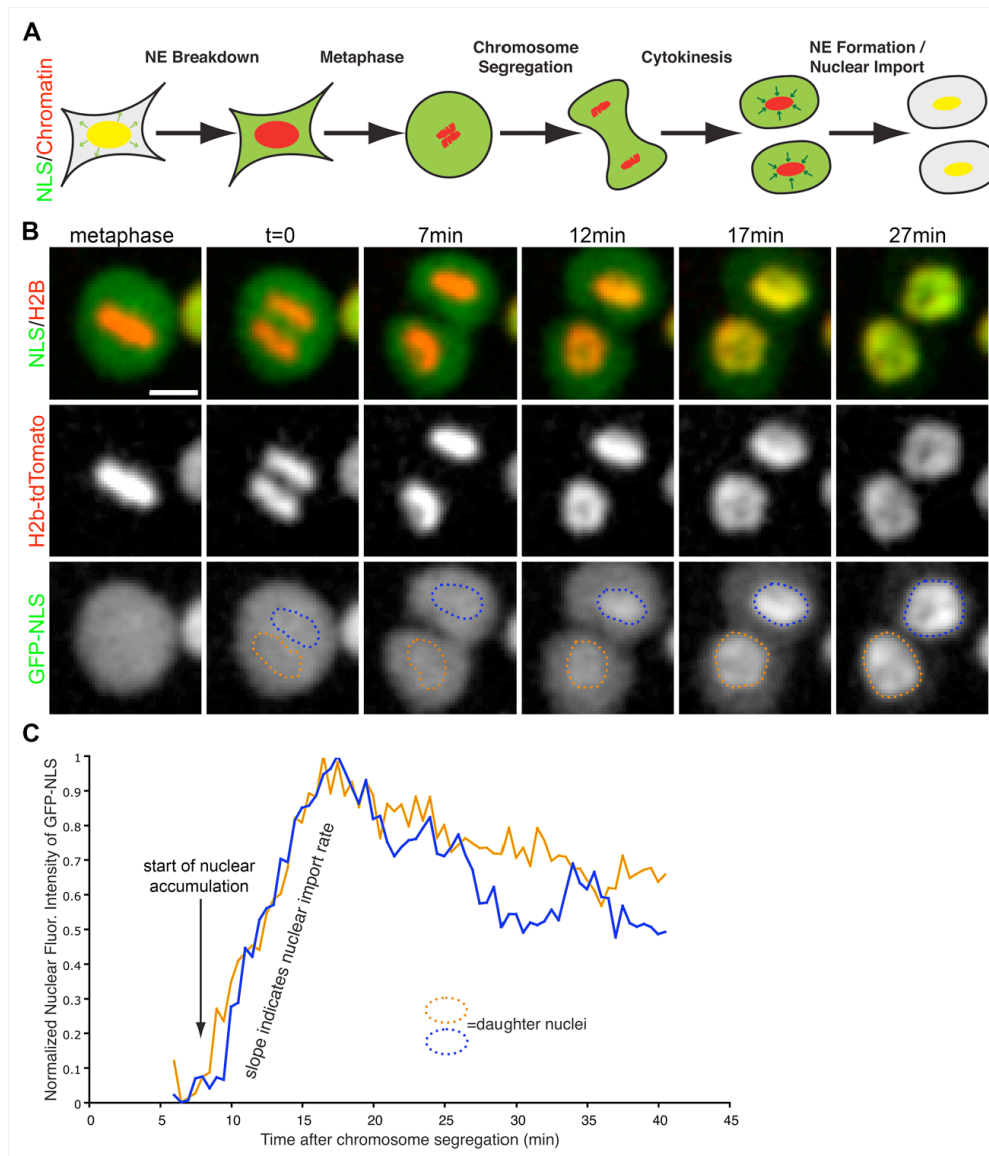 A
NE Breakdown
Metaphase
Chromosome
Segregation
Cytokinesis
NE Formation /
Nuclear Import
NLS/Chromatin
B
metaphase
t=0
7min
12min
17min
27min
NLS/H2B
H2b-tdTomato
GFP-NLS
C
Normalized Nuclear Fluor. Intensity of GFP-NLS
1
0.9
0.8
0.7
0.6
0.5
0.4
0.3
0.2
0.1
0
start of nuclear
accumulation
slope indicates nuclear import rate
=daughter nuclei
0
5
10
15
20
25
30
35
40
45
Time after chromosome segregation (min)